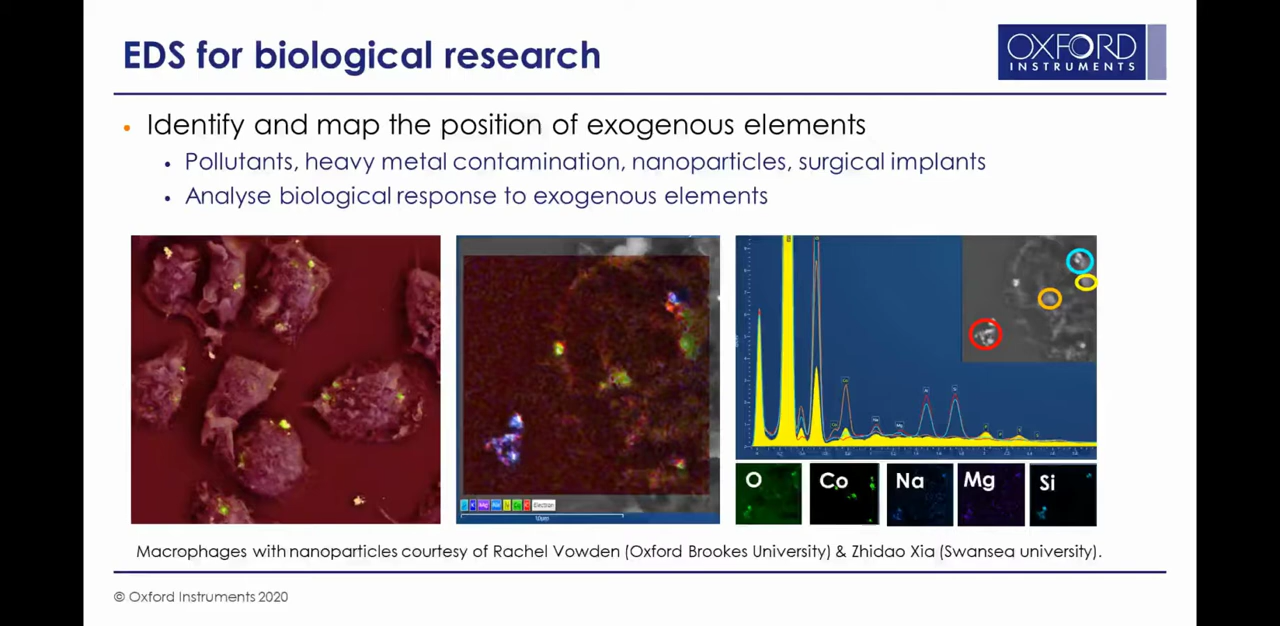 EDS for biological research
OXFORD
INSTRUMENTS
• Identify and map the position of exogenous elements
• Pollutants, heavy metal contamination, nanoparticles, surgical implants
• Analyse biological response to exogenous elements
Electron
10µm
O
Co
Na
Mg
Si
Macrophages with nanoparticles courtesy of Rachel Vowden (Oxford Brookes University) & Zhidao Xia (Swansea university).
© Oxford Instruments 2020